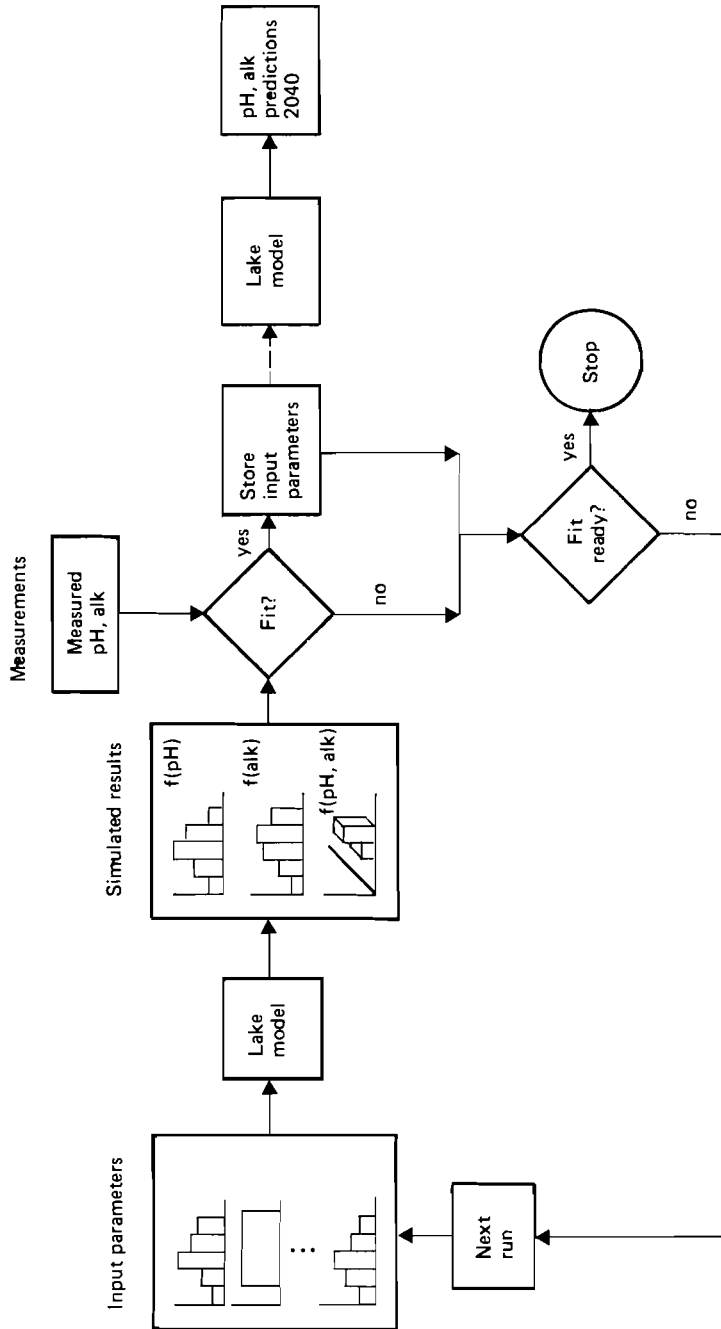 Input parameters
Next
run
Lake
model
Simulated results
f(pH)
f(alk)
f(pH, alk)
Measurements
Measured
pH, alk
Fit?
yes
no
Store
input
parameters
Lake
model
pH, alk
predictions
2040
Fit
ready?
yes
no
Stop